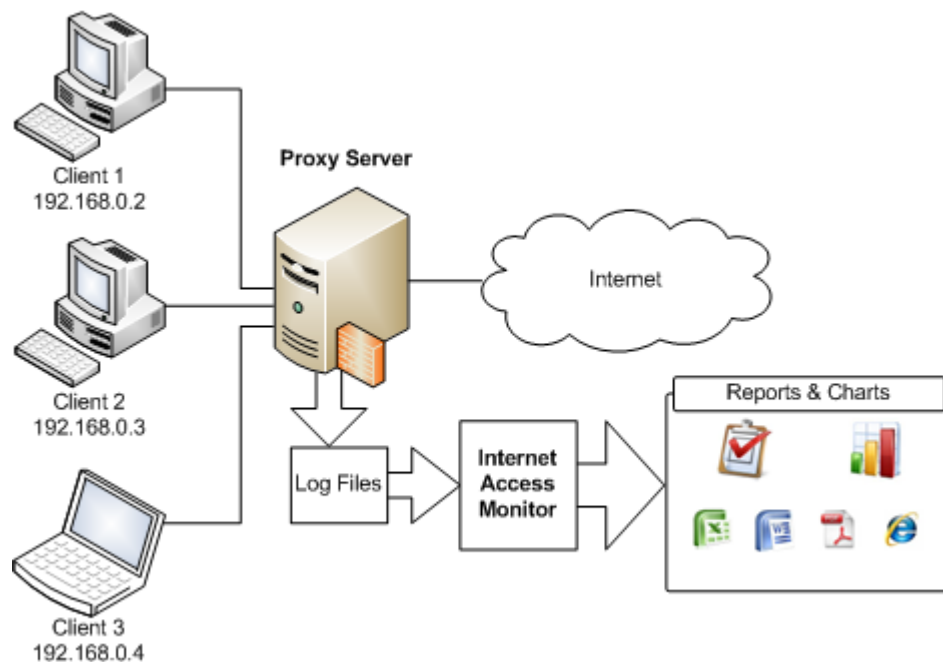 Client 1
192.168.0.2
Proxy Server
Internet
Client 2
192.168.0.3
Reports & Charts
Log Files
Internet
Access
Monitor
Client 3
192.168.0.4